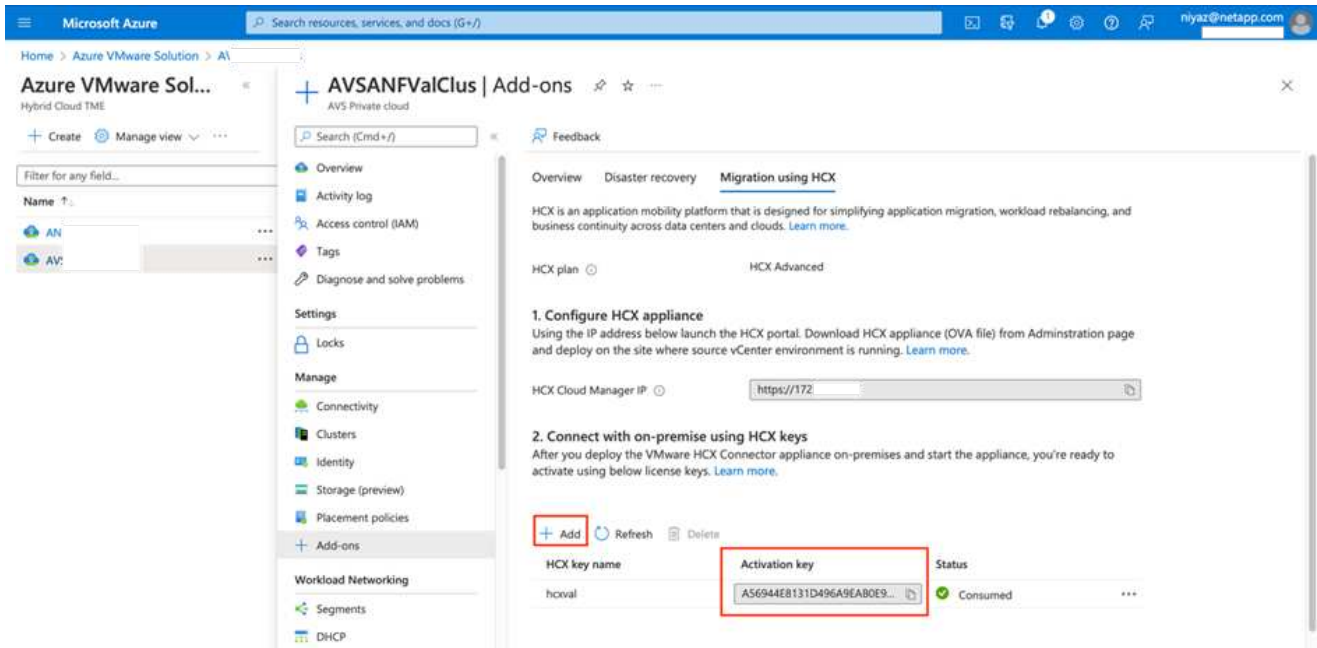 Microsoft Azure
Search resources, services, and docs (G+/)
1
niyaz@netapp.com
Home > Azure VMware Solution >
Azure VMware Sol...
Hybrid Cloud TME
+ Create
Manage view
...
Filter for any field...
Name ↑↓
AN
...
AVS
...
AVSANFValClus | Add-ons
...
AVS Private cloud
Search (Cmd+/)
Overview
Activity log
Access control (IAM)
Tags
Diagnose and solve problems
Settings
Locks
Manage
Connectivity
Clusters
Identity
Storage (preview)
Placement policies
+ Add-ons
Workload Networking
Segments
DHCP
Feedback
Overview Disaster recovery Migration using HCX
HCX is an application mobility platform that is designed for simplifying application migration, workload rebalancing, and
business continuity across data centers and clouds. Learn more.
HCX plan HCX Advanced
1. Configure HCX appliance
Using the IP address below launch the HCX portal. Download HCX appliance (OVA file) from Adminstration page
and deploy on the site where source vCenter environment is running. Learn more.
HCX Cloud Manager IP https://172
2. Connect with on-premise using HCX keys
After you deploy the VMware HCX Connector appliance on-premises and start the appliance, you're ready to
activate using below license keys. Learn more.
+ Add Refresh Delete
HCX key name Activation key Status
hcxval A56944E8131D496A9EAB0E9... Consumed ...